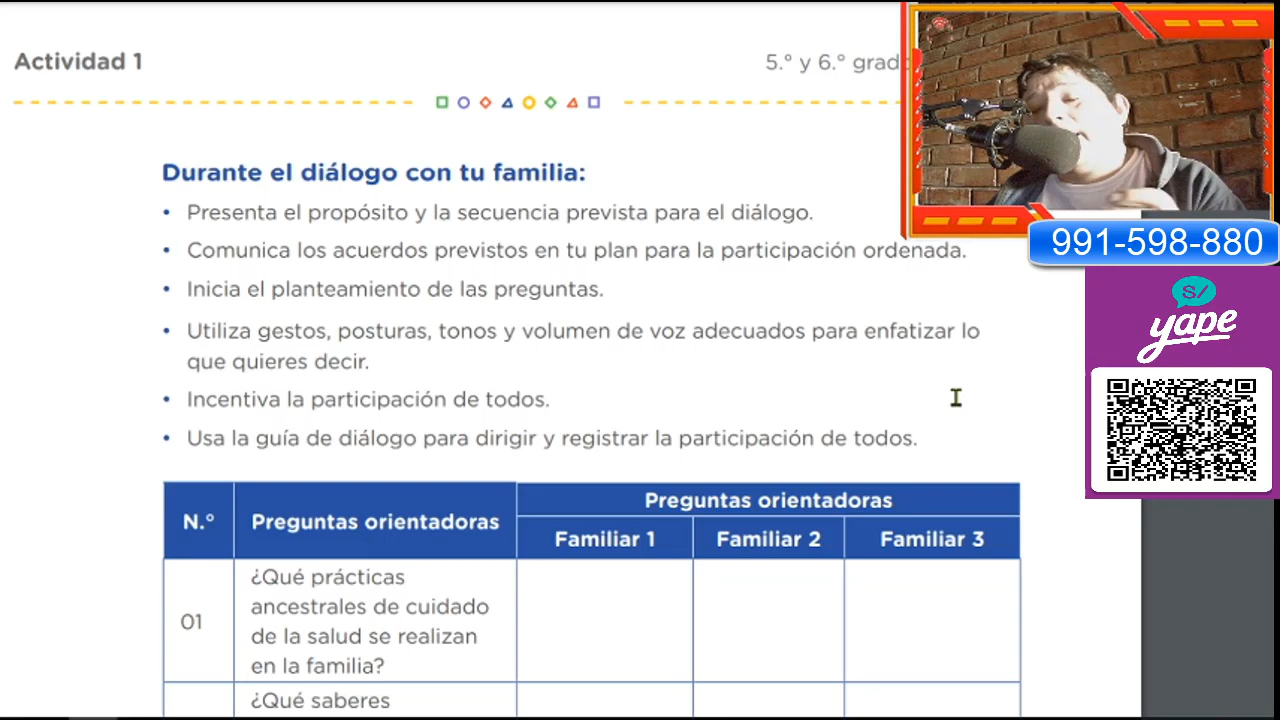 Actividad 1
5.° y 6.° grado
Durante el diálogo con tu familia:
• Presenta el propósito y la secuencia prevista para el diálogo.
• Comunica los acuerdos previstos en tu plan para la participación ordenada.
• Inicia el planteamiento de las preguntas.
• Utiliza gestos, posturas, tonos y volumen de voz adecuados para enfatizar lo
que quieres decir.
• Incentiva la participación de todos.
• Usa la guía de diálogo para dirigir y registrar la participación de todos.
N.°
Preguntas orientadoras
Preguntas orientadoras
Familiar 1
Familiar 2
Familiar 3
01
¿Qué prácticas
ancestrales de cuidado
de la salud se realizan
en la familia?
¿Qué saberes
991-598-880
S/
yape